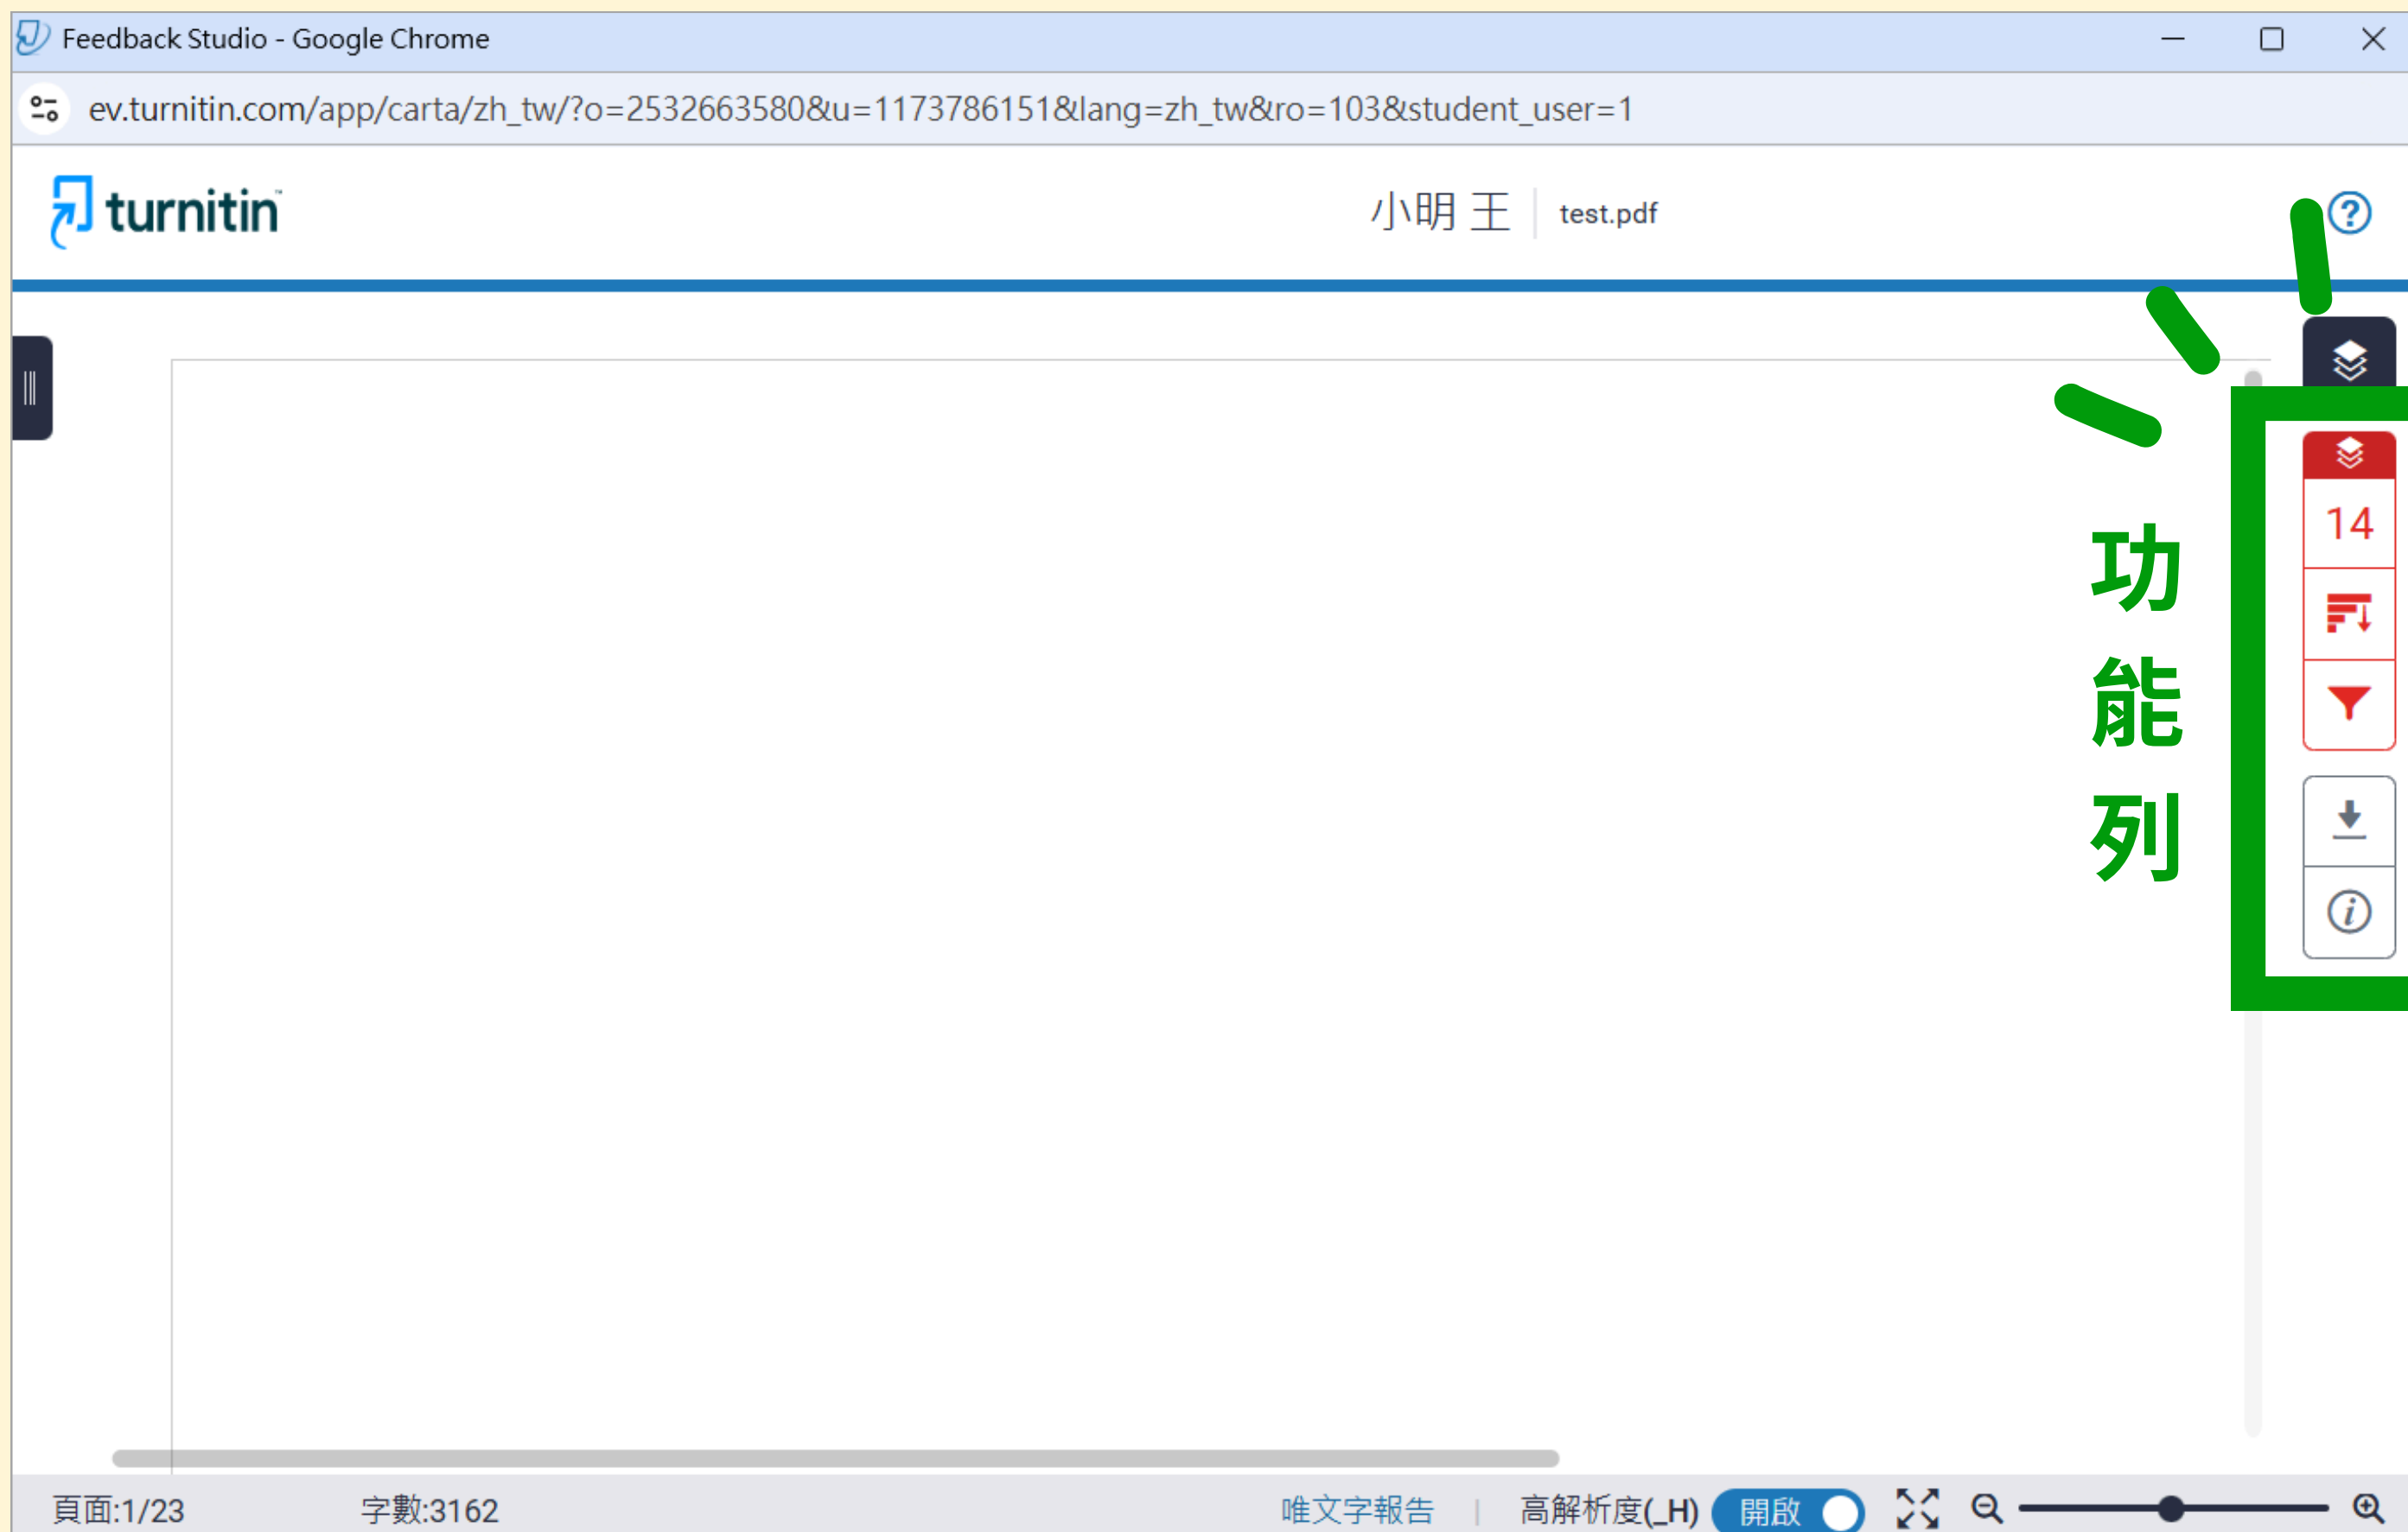 Feedback Studio - Google Chrome
ev.turnitin.com/app/carta/zh_tw/?o=2532663580&u=1173786151&lang=zh_tw&ro=103&student_user=1
turnitin™
小明 王 test.pdf
?
14
功
能
列
i
頁面:1/23 字數:3162 唯文字報告 | 高解析度(_H) 開啟